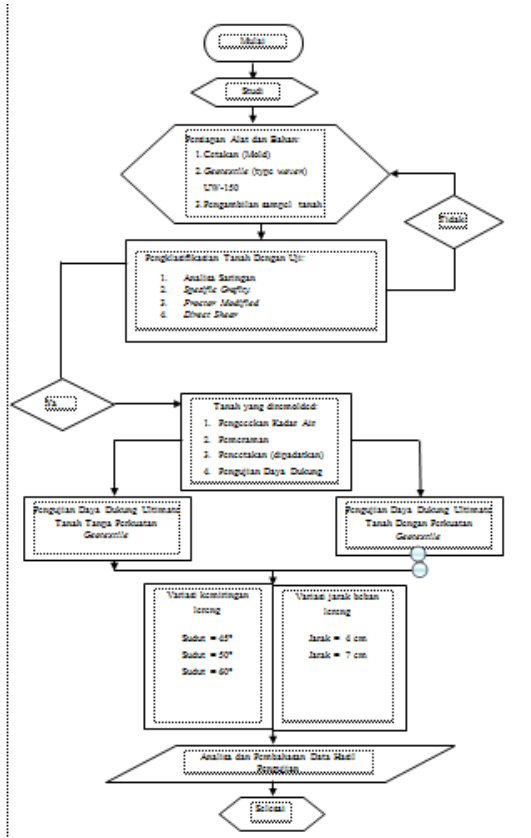 Mulai
Studi
Persiapan Alat dan Bahan:
1. Cetakan (Mold)
2. Geotextile (type woven)
UW-150
3. Pengambilan sampel tanah
Tidak
Pengklasifikasian Tanah Dengan Uji:
1. Analisa Saringan
2. Spesific Grafity
3. Proctor Modified
4. Direct Shear
Ya
Tanah yang diremolded:
1. Pengecekan Kadar Air
2. Pemeraman
3. Pencetakan (dipadatkan)
4. Pengujian Daya Dukung
Pengujian Daya Dukung Ultimate
Tanah Tanpa Perkuatan
Geotextile
Pengujian Daya Dukung Ultimate
Tanah Dengan Perkuatan
Geotextile
Variasi kemiringan
lereng
Sudut = 45°
Sudut = 50°
Sudut = 60°
Variasi jarak beban
lereng
Jarak = 4 cm
Jarak = 7 cm
Analisa dan Pembahasan Data Hasil
Pengujian
Selesai